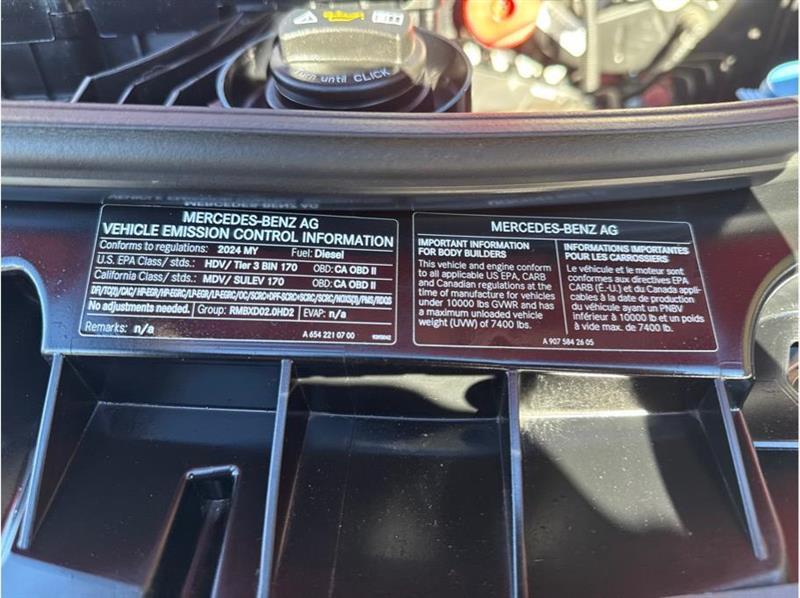 turn until CLICK
MERCEDES-BENZ AG
VEHICLE EMISSION CONTROL INFORMATION
Conforms to regulations: 2024 MY Fuel: Diesel
U.S. EPA Class/ stds.: HDV/ Tier 3 BIN 170 OBD: CA OBD II
California Class/ stds.: MDV/ SULEV 170 OBD: CA OBD II
DFI/TC(2)/CAC/HP-EGR/HP-EGRC/LP-EGR/LP-EGRC/OC/SCRC+DPF-SCRC+SCRC/SCRC/NOXS(3)/PMS/RDQS
No adjustments needed. Group: RMBXD02.0HD2 EVAP: n/a
Remarks: n/a
A 654 221 07 00
MERCEDES-BENZ AG
IMPORTANT INFORMATION
FOR BODY BUILDERS
This vehicle and engine conform
to all applicable US EPA, CARB
and Canadian regulations at the
time of manufacture for vehicles
under 10000 lbs GVWR and has
a maximum unloaded vehicle
weight (UVW) of 7400 lbs.
INFORMATIONS IMPORTANTES
POUR LES CARROSSIERS
Le véhicule et le moteur sont
conformes aux directives EPA
CARB (É.-U.) et du Canada appli-
cables à la date de production
du véhicule ayant un PNBV
inférieur à 10000 lb et un poids
à vide max. de 7400 lb.
A 907 584 26 05